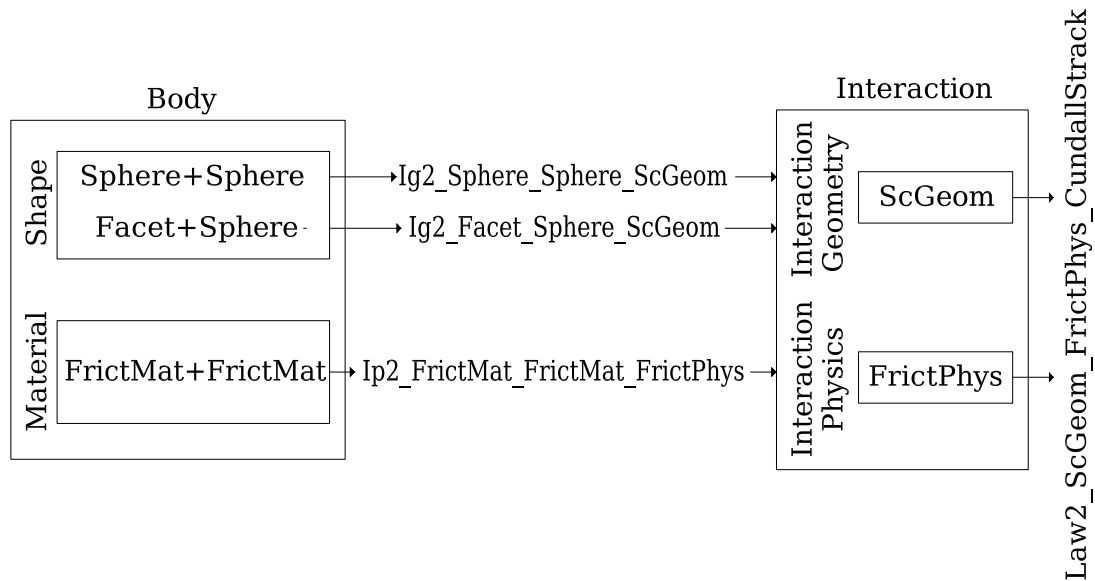 Body
Shape
Sphere+Sphere
Facet+Sphere
Material
FrictMat+FrictMat
Ig2_Sphere_Sphere_ScGeom
Ig2_Facet_Sphere_ScGeom
Ip2_FrictMat_FrictMat_FrictPhys
Interaction
Interaction
Geometry
ScGeom
Interaction
Physics
FrictPhys
Law2_ScGeom_FrictPhys_CundallStrack